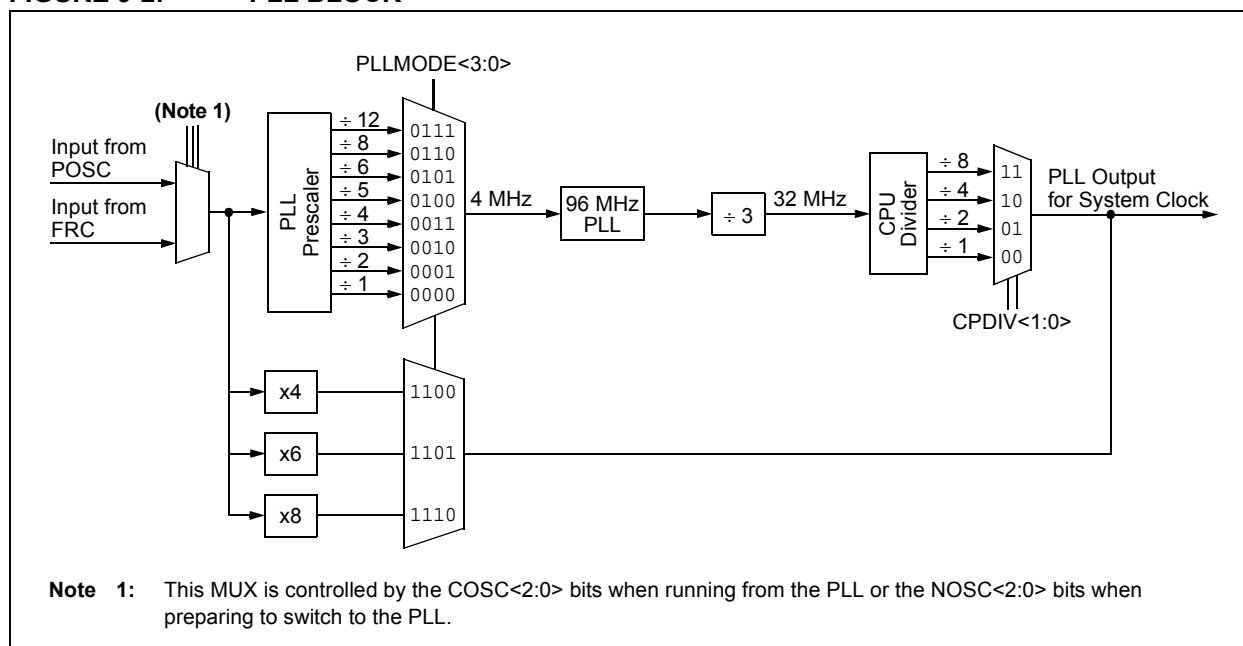 PLLMODE<3:0>
(Note 1)
Input from
POSC
Input from
FRC
PLL
Prescaler
÷ 12
÷ 8
÷ 6
÷ 5
÷ 4
÷ 3
÷ 2
÷ 1
0111
0110
0101
0100
0011
0010
0001
0000
4 MHz
96 MHz
PLL
÷ 3
32 MHz
CPU
Divider
÷ 8
÷ 4
÷ 2
÷ 1
11
10
01
00
PLL Output
for System Clock
CPDIV<1:0>
x4
x6
x8
1100
1101
1110
Note 1: This MUX is controlled by the COSC<2:0> bits when running from the PLL or the NOSC<2:0> bits when
preparing to switch to the PLL.